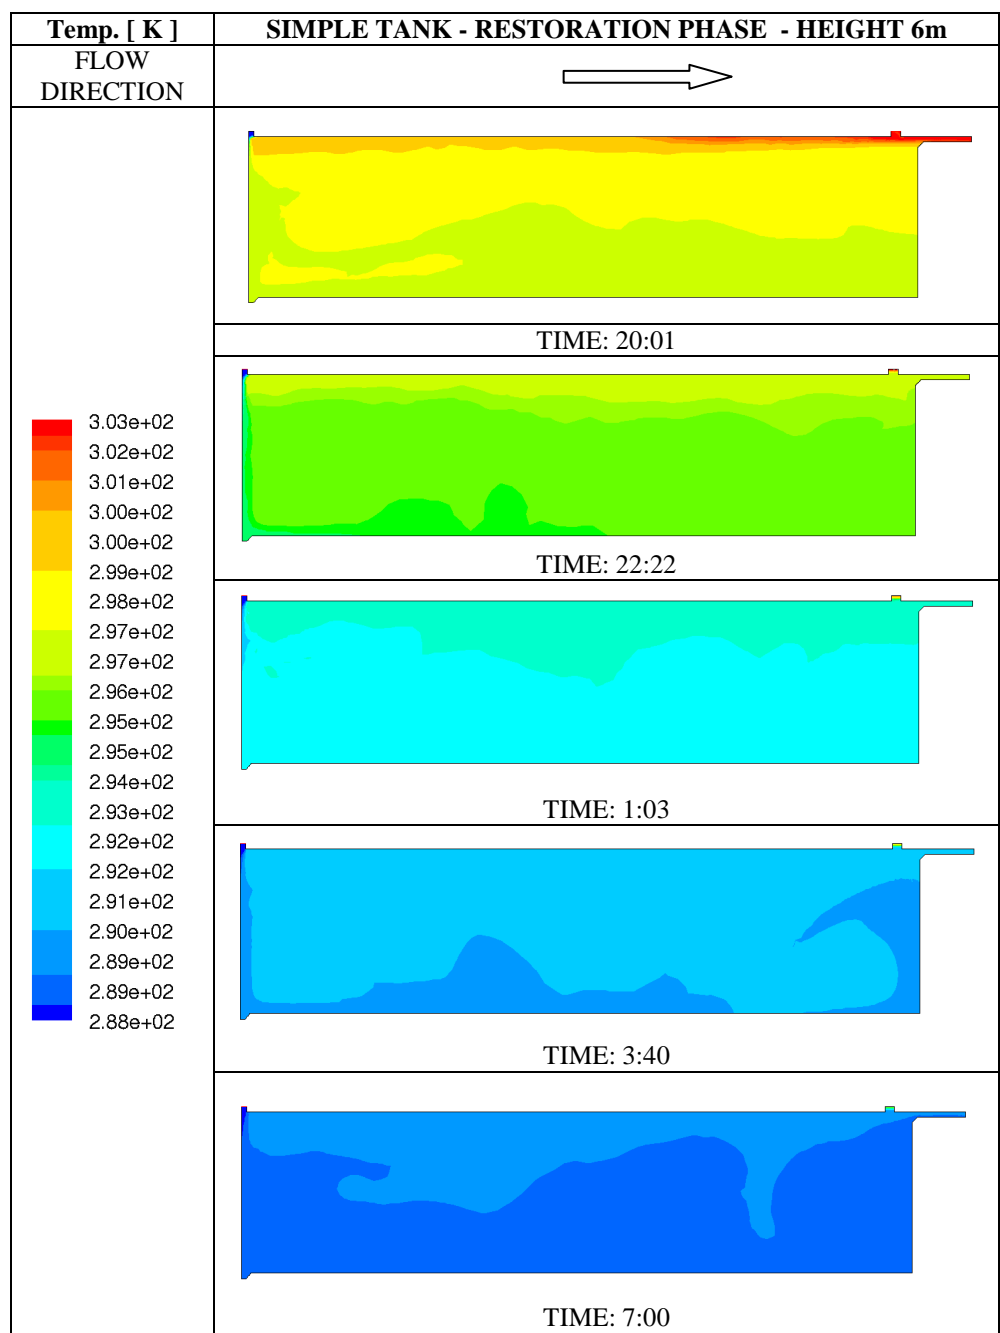 Temp. [ K ]
SIMPLE TANK - RESTORATION PHASE - HEIGHT 6m
FLOW
DIRECTION
TIME: 20:01
TIME: 22:22
TIME: 1:03
TIME: 3:40
TIME: 7:00
3.03e+02
3.02e+02
3.01e+02
3.00e+02
3.00e+02
2.99e+02
2.98e+02
2.97e+02
2.97e+02
2.96e+02
2.95e+02
2.95e+02
2.94e+02
2.93e+02
2.92e+02
2.92e+02
2.91e+02
2.90e+02
2.89e+02
2.89e+02
2.88e+02